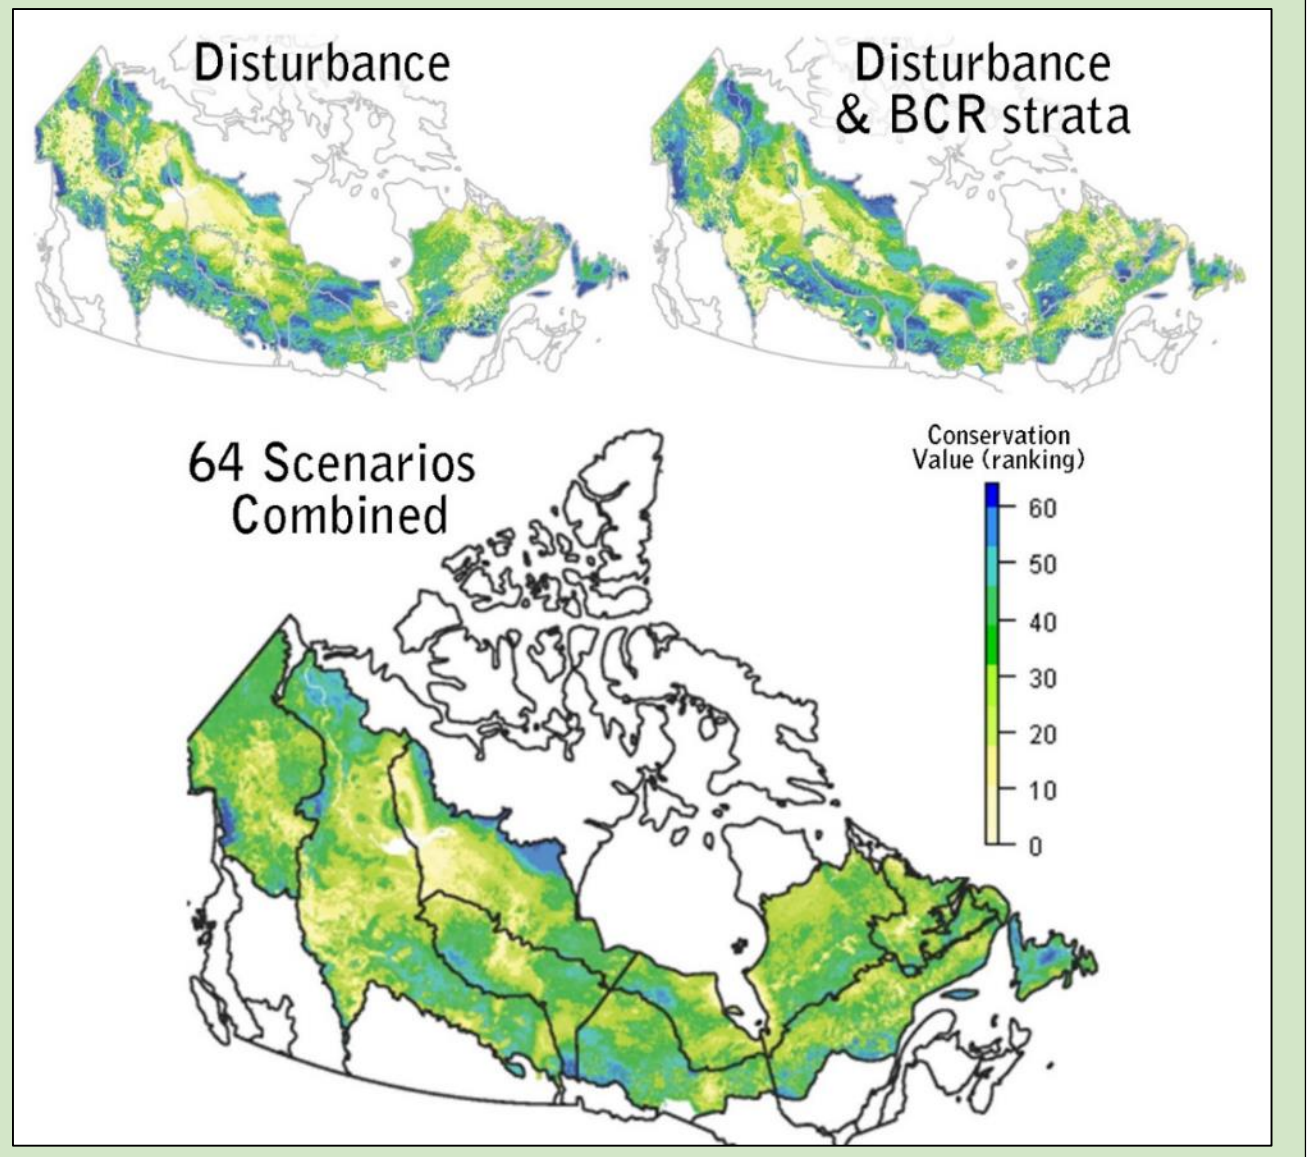 Disturbance
Disturbance
& BCR strata
64 Scenarios
Combined
Conservation
Value (ranking)
60
50
40
30
20
10
0